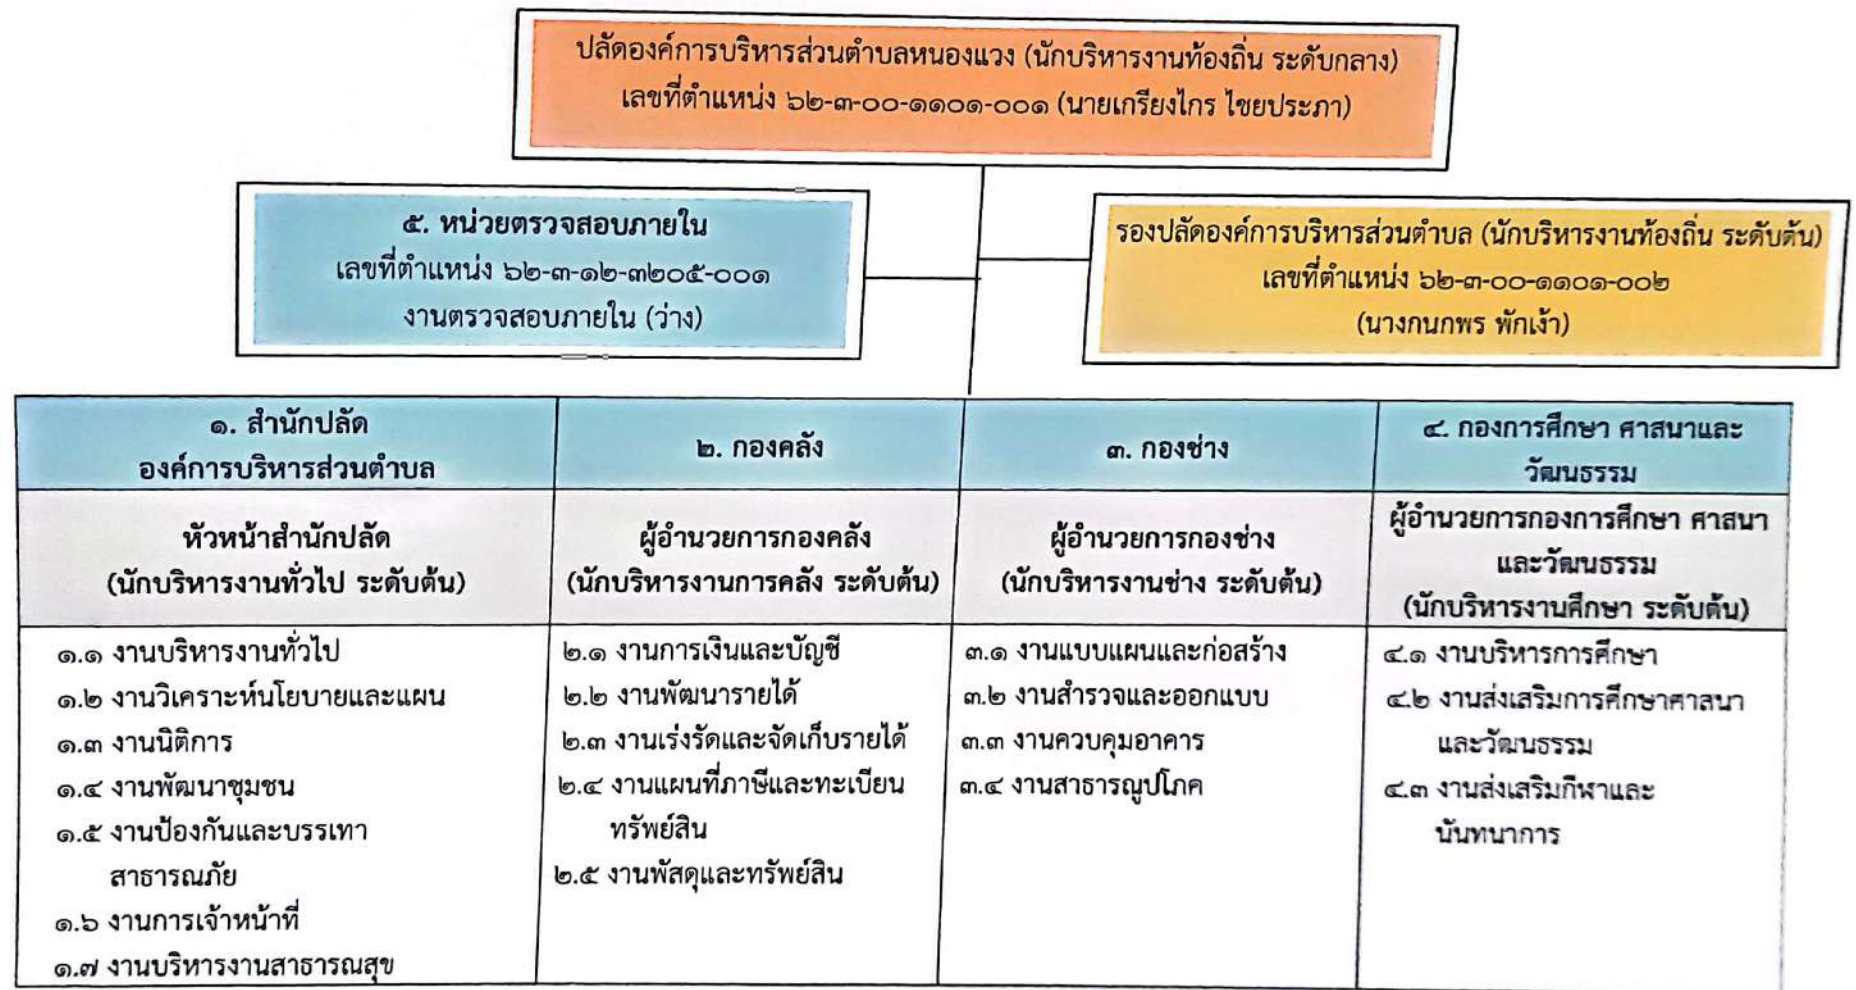 ปลัดองค์การบริหารส่วนตำบลหนองแวง (นักบริหารงานท้องถิ่น ระดับกลาง)
เลขที่ตำแหน่ง ๖๒-๓-๐๐-๑๑๐๑-๐๐๑ (นายเกรียงไกร ไชยประภา)
๕. หน่วยตรวจสอบภายใน
เลขที่ตำแหน่ง ๖๒-๓-๑๒-๓๒๐๕-๐๐๑
งานตรวจสอบภายใน (ว่าง)
รองปลัดองค์การบริหารส่วนตำบล (นักบริหารงานท้องถิ่น ระดับต้น)
เลขที่ตำแหน่ง ๖๒-๓-๐๐-๑๑๐๑-๐๐๒
(นางกนกพร พักเง้า)
๑. สำนักปลัด
องค์การบริหารส่วนตำบล
หัวหน้าสำนักปลัด
(นักบริหารงานทั่วไป ระดับต้น)
๑.๑ งานบริหารงานทั่วไป
๑.๒ งานวิเคราะห์นโยบายและแผน
๑.๓ งานนิติการ
๑.๔ งานพัฒนาชุมชน
๑.๕ งานป้องกันและบรรเทา
สาธารณภัย
๑.๖ งานการเจ้าหน้าที่
๑.๗ งานบริหารงานสาธารณสุข
๒. กองคลัง
ผู้อำนวยการกองคลัง
(นักบริหารงานการคลัง ระดับต้น)
๒.๑ งานการเงินและบัญชี
๒.๒ งานพัฒนารายได้
๒.๓ งานเร่งรัดและจัดเก็บรายได้
๒.๔ งานแผนที่ภาษีและทะเบียน
ทรัพย์สิน
๒.๕ งานพัสดุและทรัพย์สิน
๓. กองช่าง
ผู้อำนวยการกองช่าง
(นักบริหารงานช่าง ระดับต้น)
๓.๑ งานแบบแผนและก่อสร้าง
๓.๒ งานสำรวจและออกแบบ
๓.๓ งานควบคุมอาคาร
๓.๔ งานสาธารณูปโภค
๔. กองการศึกษา ศาสนาและ
วัฒนธรรม
ผู้อำนวยการกองการศึกษา ศาสนา
และวัฒนธรรม
(นักบริหารงานศึกษา ระดับต้น)
๔.๑ งานบริหารการศึกษา
๔.๒ งานส่งเสริมการศึกษาศาสนา
และวัฒนธรรม
๔.๓ งานส่งเสริมกีฬาและ
นันทนาการ